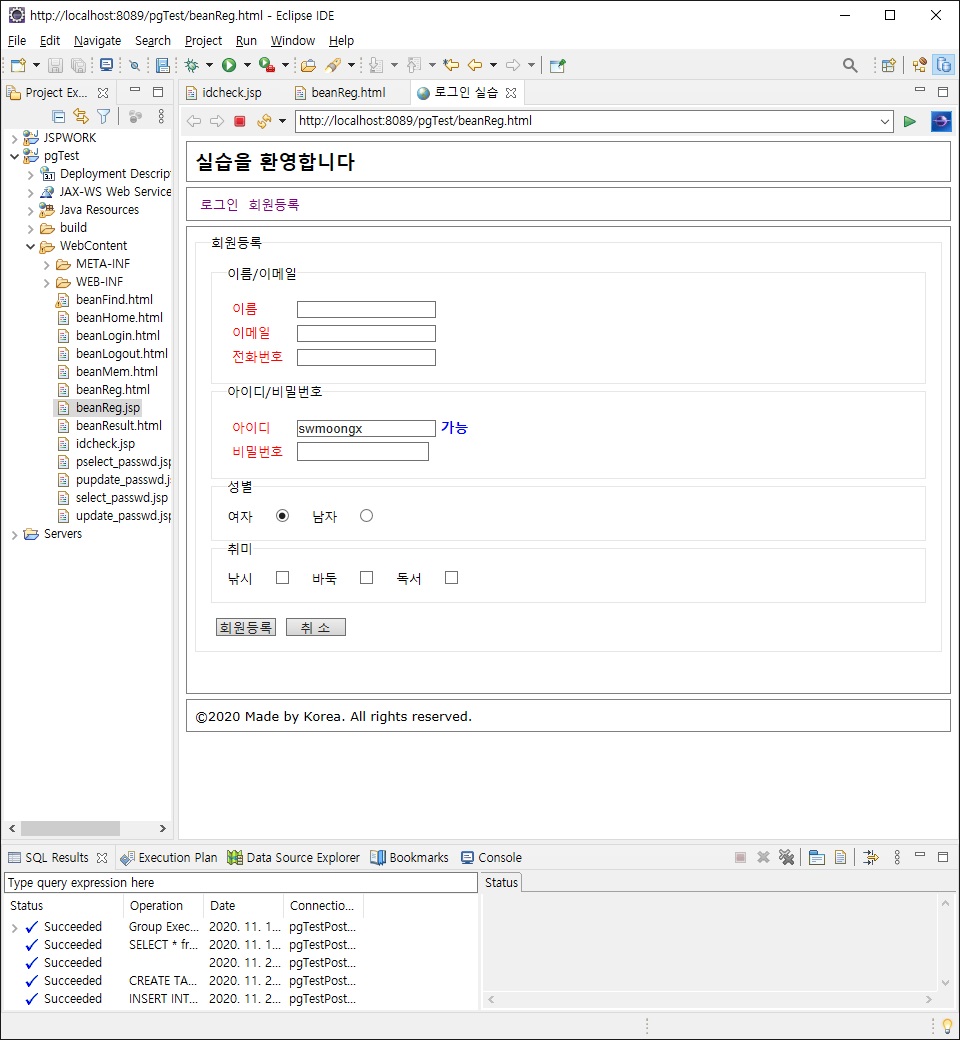 http://localhost:8089/pgTest/beanReg.html - Eclipse IDE
File Edit Navigate Search Project Run Window Help
Project Ex...
idcheck.jsp
beanReg.html
로그인 실습
http://localhost:8089/pgTest/beanReg.html
JSPWORK
pgTest
3.1 Deployment Descrip
JAX-WS Web Service
Java Resources
build
WebContent
META-INF
WEB-INF
beanFind.html
beanHome.html
beanLogin.html
beanLogout.html
beanMem.html
beanReg.html
beanReg.jsp
beanResult.html
idcheck.jsp
pselect_passwd.jsp
pupdate_passwd.j
select_passwd.jsp
update_passwd.jsp
Servers
실습을 환영합니다
로그인 회원등록
회원등록
이름/이메일
이름
이메일
전화번호
아이디/비밀번호
아이디 swmoongx 가능
비밀번호
성별
여자 남자
취미
낚시 바둑 독서
회원등록 취 소
©2020 Made by Korea. All rights reserved.
SQL Results Execution Plan Data Source Explorer Bookmarks Console
Type query expression here
Status
Status Operation Date Connectio...
Succeeded Group Exec... 2020. 11. 1... pgTestPost...
Succeeded SELECT * fr... 2020. 11. 1... pgTestPost...
Succeeded 2020. 11. 2... pgTestPost...
Succeeded CREATE TA... 2020. 11. 2... pgTestPost...
Succeeded INSERT INT... 2020. 11. 2... pgTestPost...